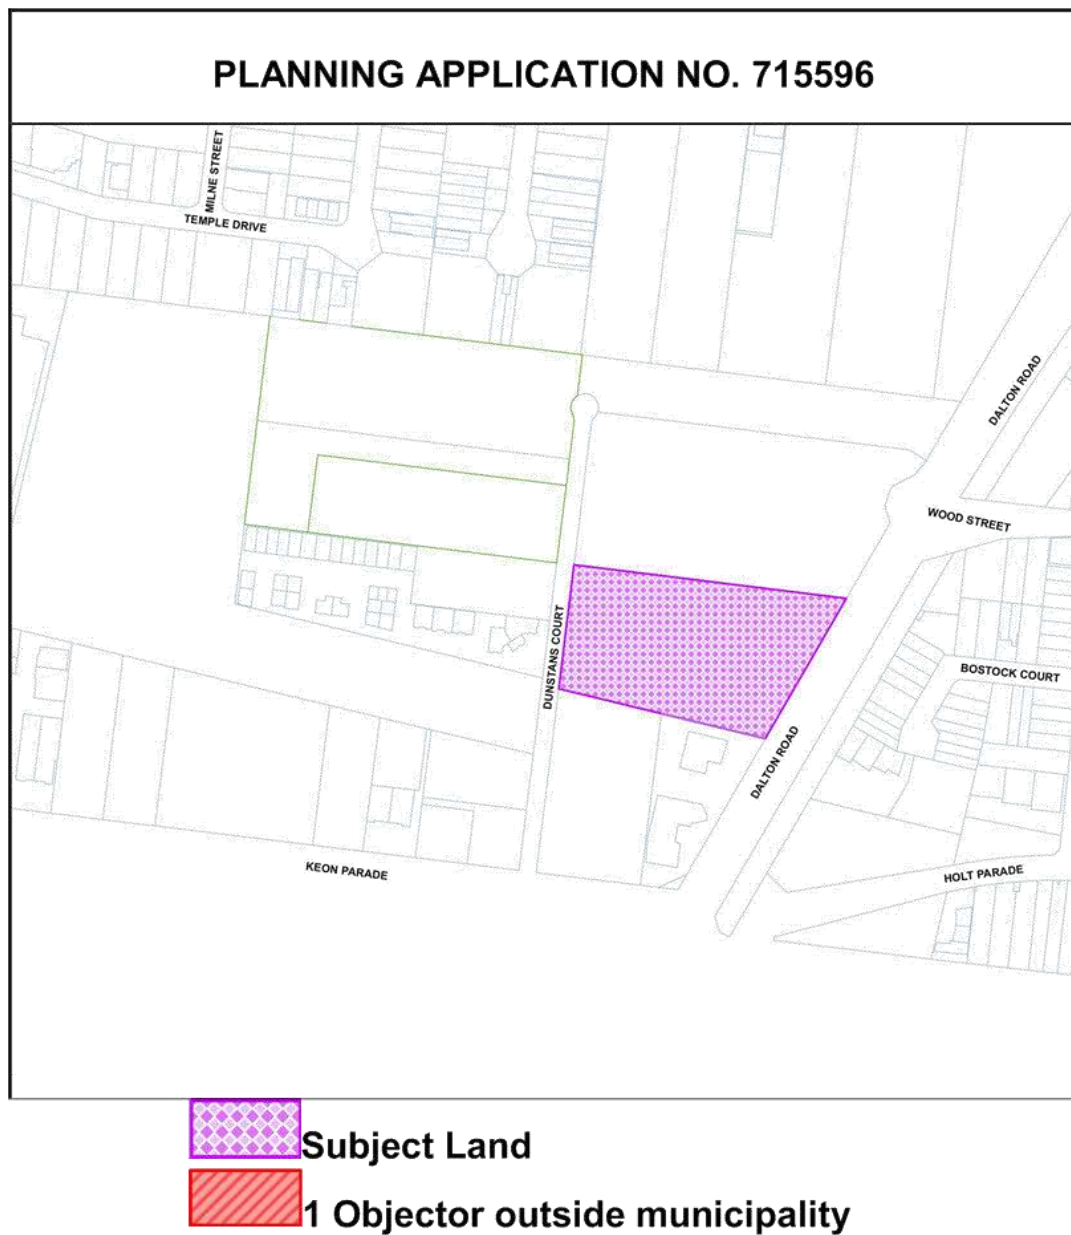 PLANNING APPLICATION NO. 715596
MILNE STREET
TEMPLE DRIVE
DALTON ROAD
WOOD STREET
DUNSTANS COURT
BOSTOCK COURT
DALTON ROAD
KEON PARADE
HOLT PARADE
Subject Land
1 Objector outside municipality